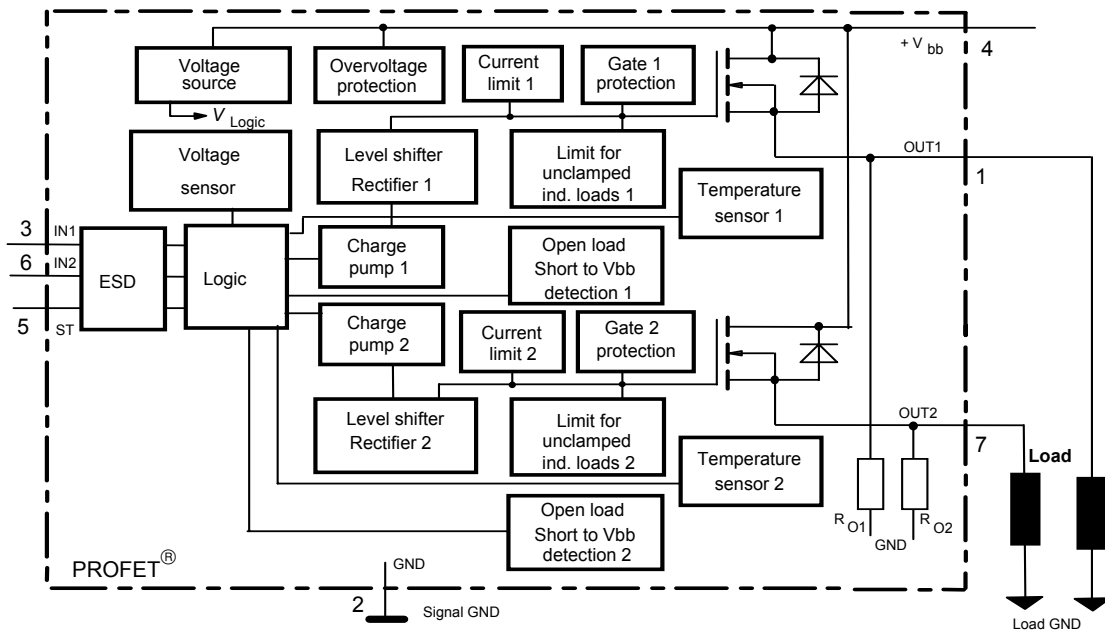 + V bb
4
Voltage
source
Overvoltage
protection
Current
limit 1
Gate 1
protection
V Logic
Voltage
sensor
Level shifter
Rectifier 1
Limit for
unclamped
ind. loads 1
OUT1
1
Temperature
sensor 1
3
IN1
6
IN2
5
ST
ESD
Logic
Charge
pump 1
Open load
Short to Vbb
detection 1
Charge
pump 2
Current
limit 2
Gate 2
protection
Level shifter
Rectifier 2
Limit for
unclamped
ind. loads 2
OUT2
7
Temperature
sensor 2
Load
R O1
R O2
GND
Open load
Short to Vbb
detection 2
PROFET®
GND
2
Signal GND
Load GND